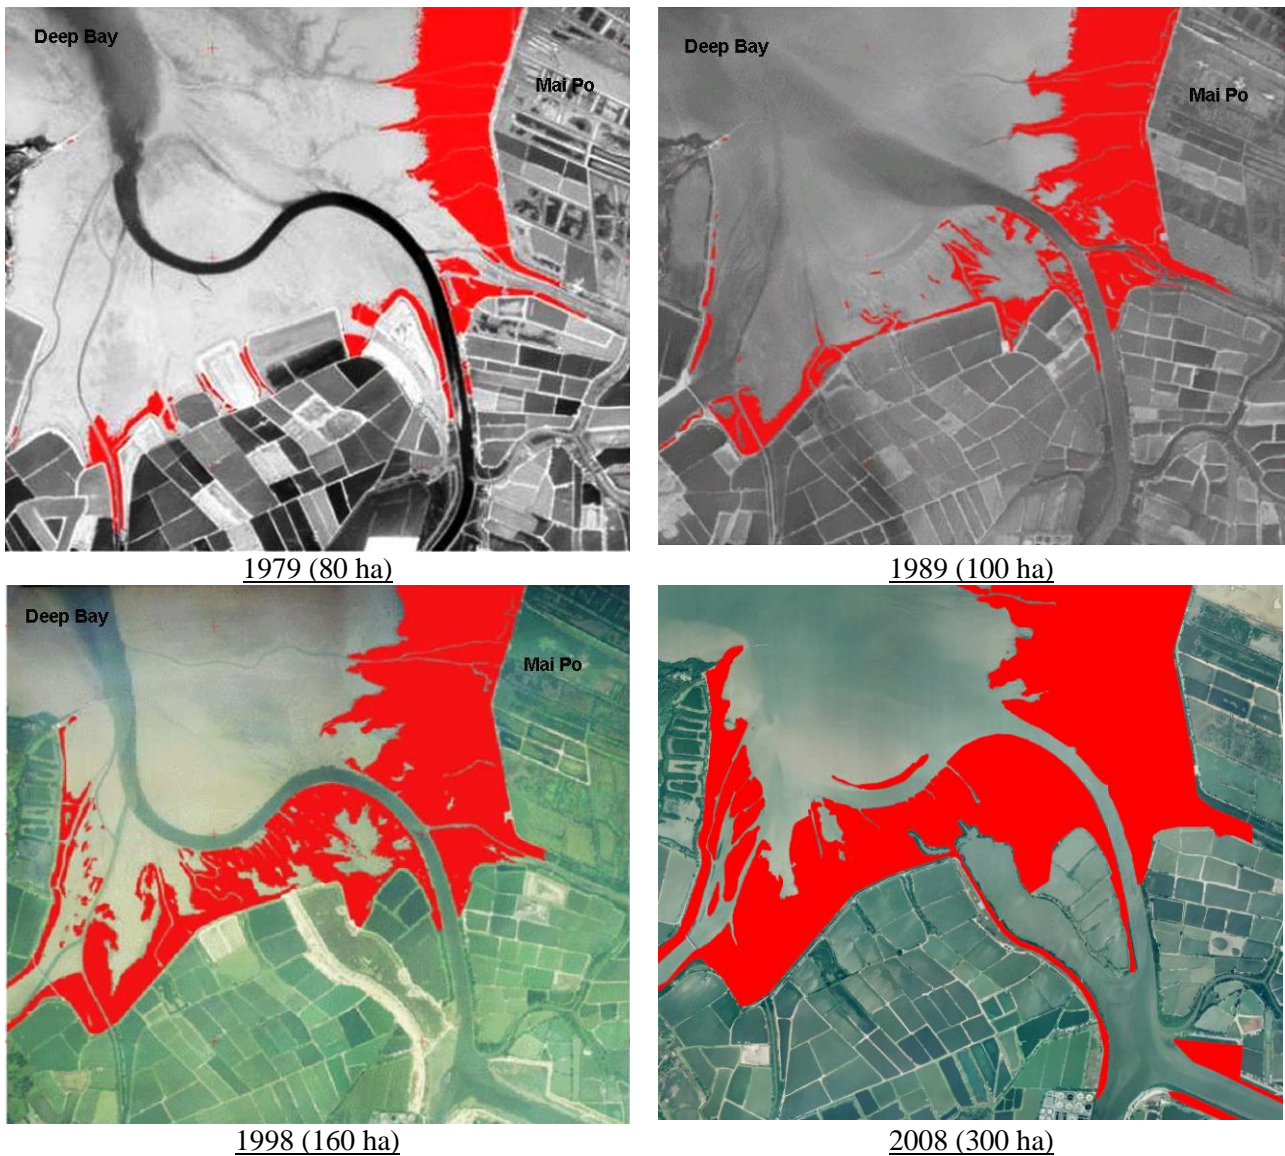 Deep Bay
Mai Po
Deep Bay
Mai Po
1979 (80 ha)
1989 (100 ha)
Deep Bay
Mai Po
1998 (160 ha)
2008 (300 ha)